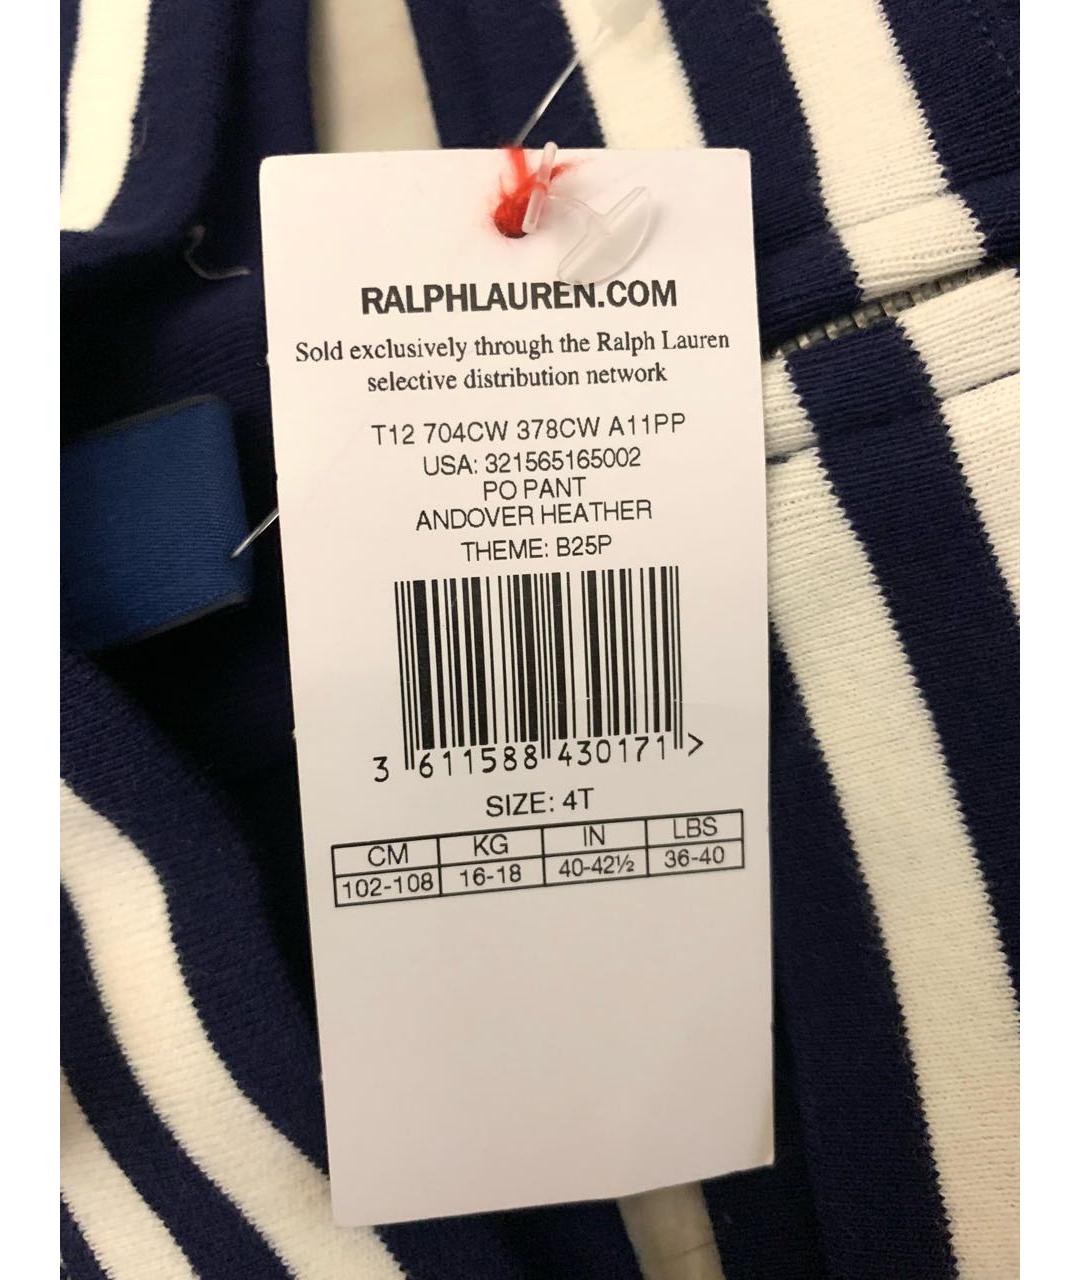 RALPHLAUREN.COM
Sold exclusively through the Ralph Lauren
selective distribution network
T12 704CW 378CW A11PP
USA: 321565165002
PO PANT
ANDOVER HEATHER
THEME: B25P
3 611588 430171 >
SIZE: 4T
CM KG IN LBS
102-108 16-18 40-42½ 36-40